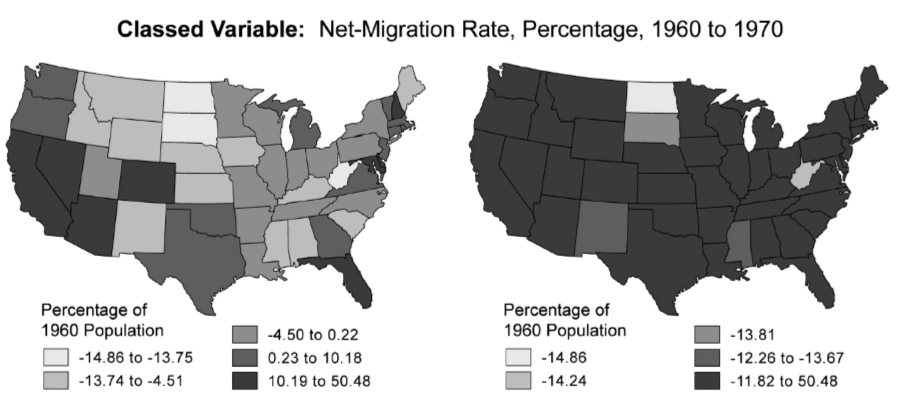 Classed Variable: Net-Migration Rate, Percentage, 1960 to 1970
Percentage of
1960 Population
-14.86 to -13.75
-13.74 to -4.51
-4.50 to 0.22
0.23 to 10.18
10.19 to 50.48
Percentage of
1960 Population
-14.86
-14.24
-13.81
-12.26 to -13.67
-11.82 to 50.48